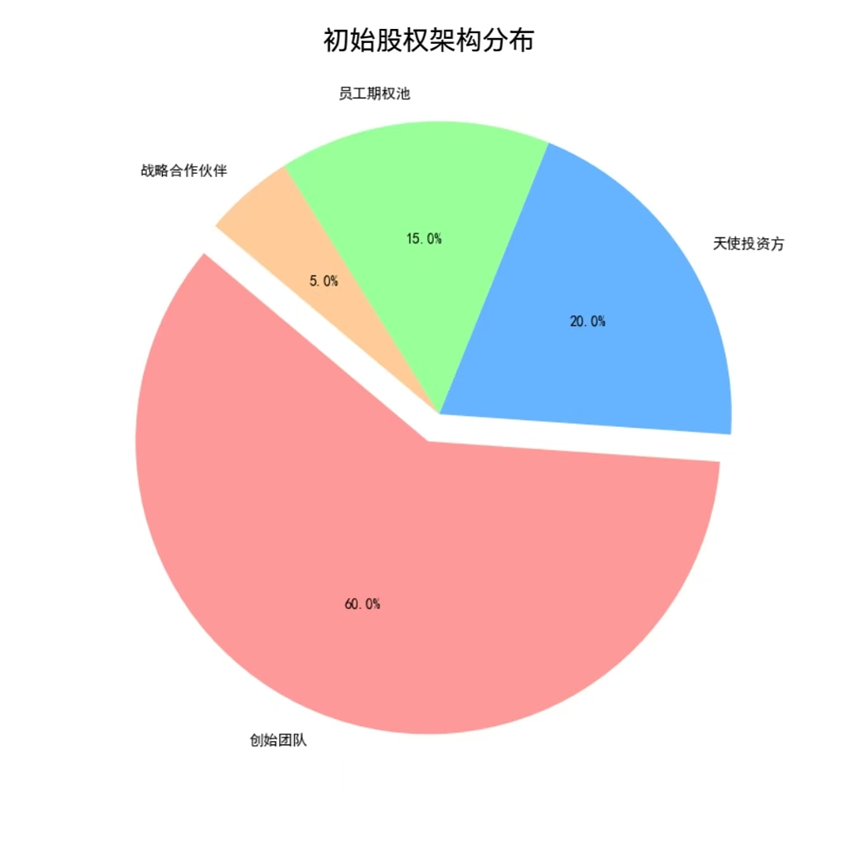 初始股权架构分布
员工期权池
战略合作伙伴
天使投资方
15.0%
5.0%
20.0%
60.0%
创始团队